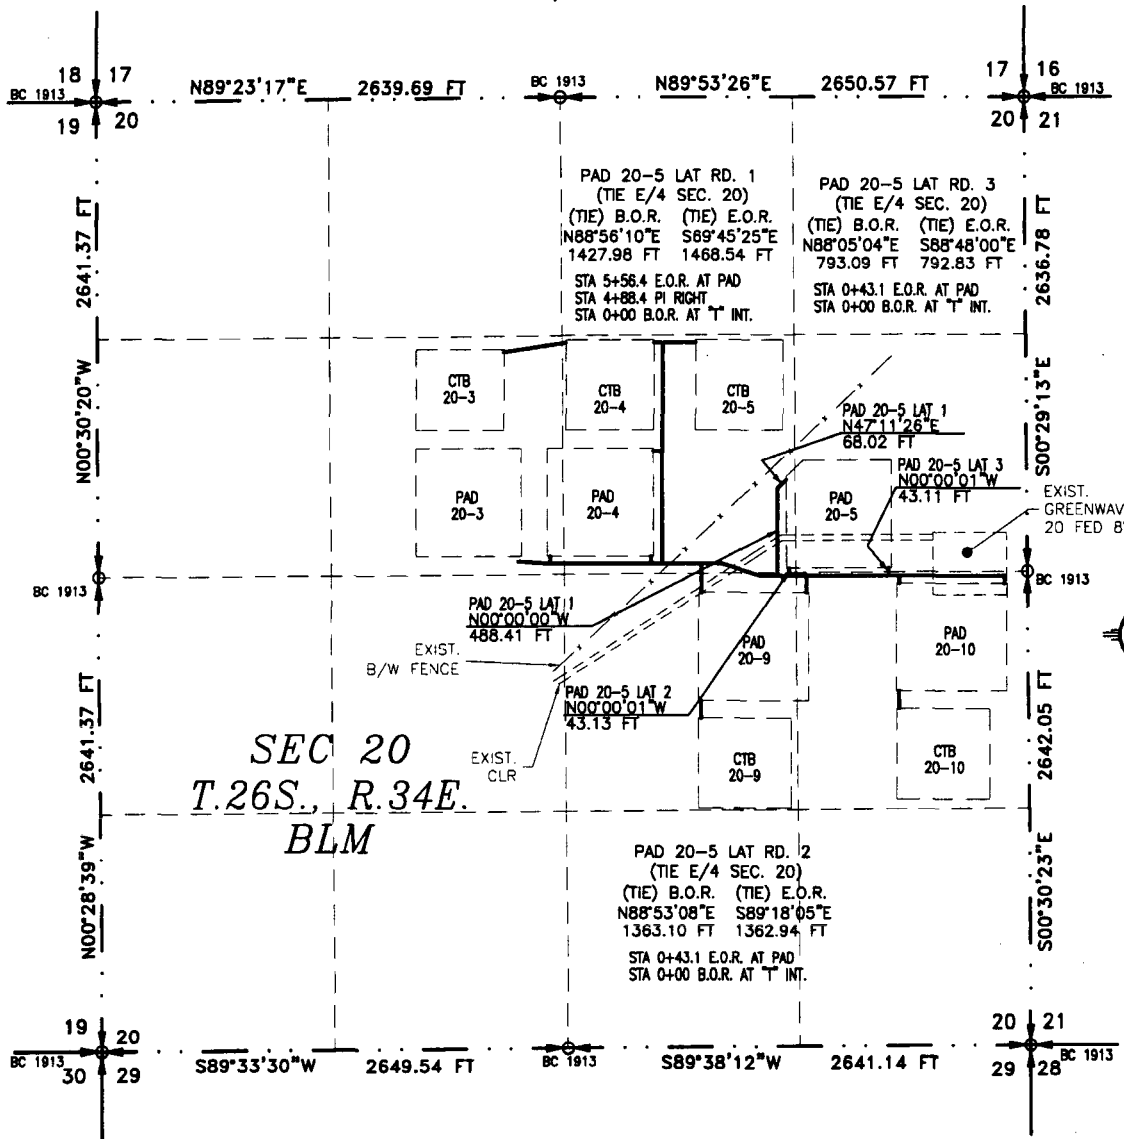 18 17
BC 1913
19 20
N89°23'17"E 2639.69 FT
BC 1913
N89°53'26"E 2650.57 FT
17 16
BC 1913
20 21
2641.37 FT
N00°30'20"W
2636.78 FT
S00°29'13"E
PAD 20-5 LAT RD. 1
(TIE E/4 SEC. 20)
(TIE) B.O.R. (TIE) E.O.R.
N88°56'10"E S69°45'25"E
1427.98 FT 1468.54 FT
STA 5+56.4 E.O.R. AT PAD
STA 4+88.4 PI RIGHT
STA 0+00 B.O.R. AT "T" INT.
PAD 20-5 LAT RD. 3
(TIE E/4 SEC. 20)
(TIE) B.O.R. (TIE) E.O.R.
N88°05'04"E S88°48'00"E
793.09 FT 792.83 FT
STA 0+43.1 E.O.R. AT PAD
STA 0+00 B.O.R. AT "T" INT.
CTB
20-3
CTB
20-4
CTB
20-5
PAD 20-5 LAT 1
N47°11'26"E
68.02 FT
PAD
20-3
PAD
20-4
PAD
20-5
PAD 20-5 LAT 3
N00°00'01"W
43.11 FT
EXIST.
GREENWAV
20 FED 8
BC 1913
BC 1913
PAD 20-5 LAT 1
N00°00'00"W
488.41 FT
EXIST.
B/W FENCE
PAD
20-9
PAD
20-10
PAD 20-5 LAT 2
N00°00'01"W
43.13 FT
EXIST.
CLR
CTB
20-9
CTB
20-10
2641.37 FT
N00°28'39"W
2642.05 FT
S00°30'23"E
SEC 20
T.26S., R.34E.
BLM
PAD 20-5 LAT RD. 2
(TIE E/4 SEC. 20)
(TIE) B.O.R. (TIE) E.O.R.
N88°53'08"E S89°18'05"E
1363.10 FT 1362.94 FT
STA 0+43.1 E.O.R. AT PAD
STA 0+00 B.O.R. AT "T" INT.
19 20
BC 1913
30 29
S89°33'30"W 2649.54 FT
BC 1913
S89°38'12"W 2641.14 FT
20 21
BC 1913
29 28